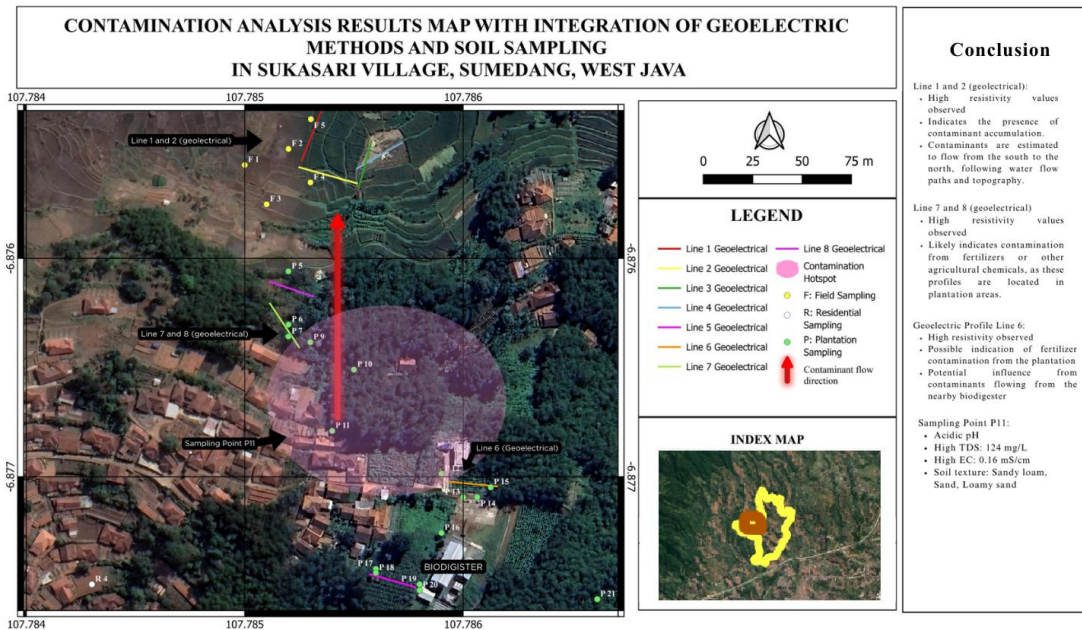 CONTAMINATION ANALYSIS RESULTS MAP WITH INTEGRATION OF GEOELECTRIC
METHODS AND SOIL SAMPLING
IN SUKASARI VILLAGE, SUMEDANG, WEST JAVA
107.784
107.785
107.786
F 5
Line 1 and 2 (geolectrical)
F 2
F 1
F 4
F 3
-6.876
-6.876
P 5
P 6
Line 7 and 8 (geoelectrical)
P 7
P 9
P 10
P 11
Sampling Point P11
Line 6 (Geoelectrical)
-6.877
-6.877
P 15
P 13
P 14
P 16
BIODIGISTER
P 17
P 18
P 19
P 20
R 4
P 21
107.784
107.785
107.786
0 25 50 75 m
LEGEND
Line 1 Geoelectrical
Line 2 Geoelectrical
Line 3 Geoelectrical
Line 4 Geoelectrical
Line 5 Geoelectrical
Line 6 Geoelectrical
Line 7 Geoelectrical
Line 8 Geoelectrical
Contamination
Hotspot
F: Field Sampling
R: Residential
Sampling
P: Plantation
Sampling
Contaminant flow
direction
INDEX MAP
Conclusion
Line 1 and 2 (geolectrical):
• High resistivity values
observed
• Indicates the presence of
contaminant accumulation.
• Contaminants are estimated
to flow from the south to the
north, following water flow
paths and topography.
Line 7 and 8 (geoelectrical)
• High resistivity values
observed
• Likely indicates contamination
from fertilizers or other
agricultural chemicals, as these
profiles are located in
plantation areas.
Geoelectric Profile Line 6:
• High resistivity observed
• Possible indication of fertilizer
contamination from the plantation
• Potential influence from
contaminants flowing from the
nearby biodigester
Sampling Point P11:
• Acidic pH
• High TDS: 124 mg/L
• High EC: 0.16 mS/cm
• Soil texture: Sandy loam,
Sand, Loamy sand